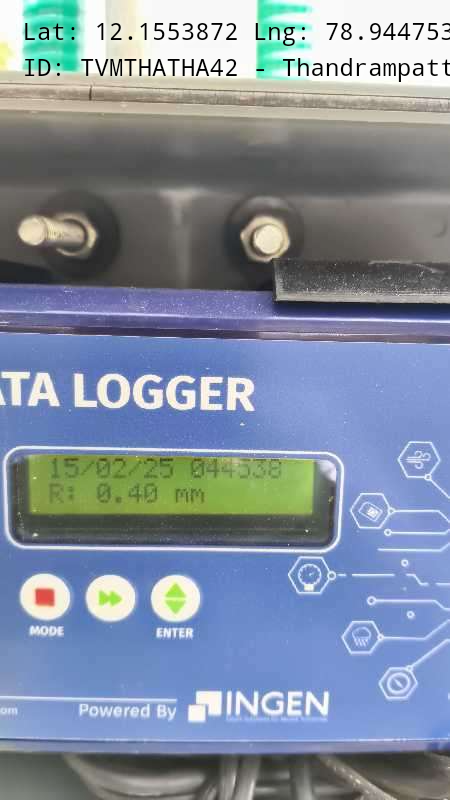 Lat: 12.1553872 Lng: 78.944753
ID: TVMTHATHA42 - Thandrampatt
ATA LOGGER
15/02/25 044538
R: 0.40 mm
MODE
ENTER
om
Powered By INGEN